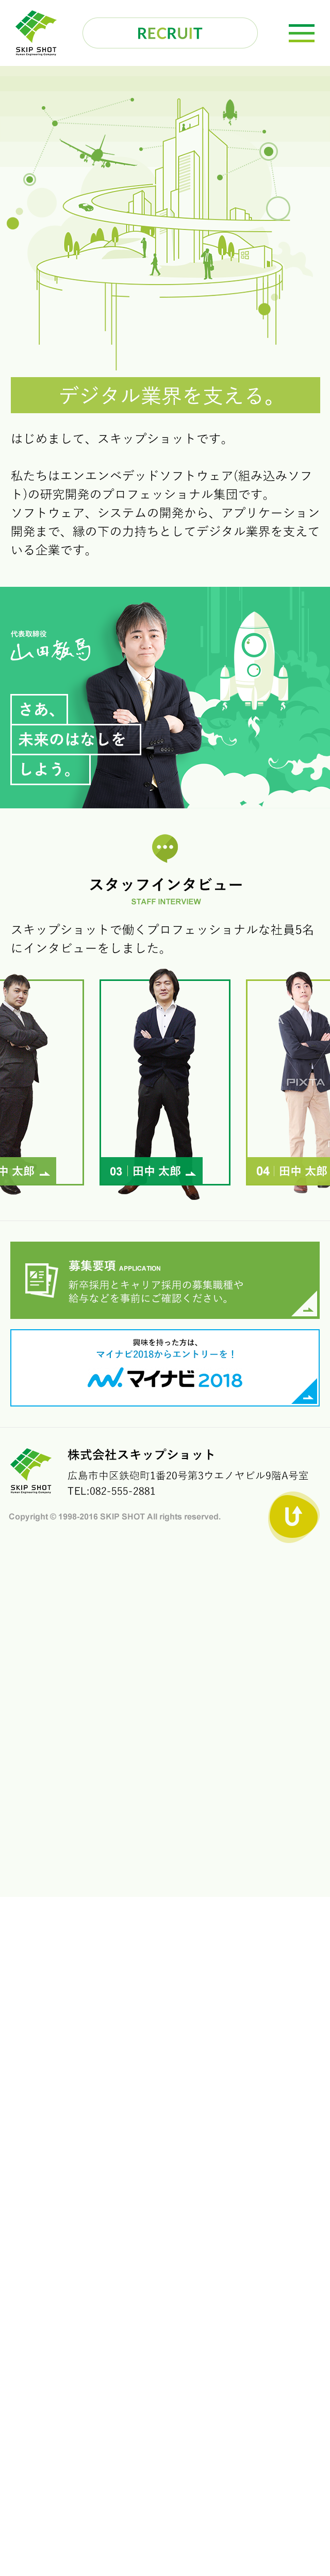 SKIP SHOT
Human Engineering Company
RECRUIT
デジタル業界を支える。
はじめまして、スキップショットです。
私たちはエンエンベデッドソフトウェア(組み込みソフ
ト)の研究開発のプロフェッショナル集団です。
ソフトウェア、システムの開発から、アプリケーション
開発まで、縁の下の力持ちとしてデジタル業界を支えて
いる企業です。
代表取締役
さあ、
未来のはなしを
しよう。
スタッフインタビュー
STAFF INTERVIEW
スキップショットで働くプロフェッショナルな社員5名
にインタビューをしました。
PIXTA
中 太郎
03 田中 太郎
04 田中 太郎
募集要項 APPLICATION
新卒採用とキャリア採用の募集職種や
給与などを事前にご確認ください。
興味を持った方は、
マイナビ2018からエントリーを！
マイナビ 2018
SKIP SHOT
Human Engineering Company
株式会社スキップショット
広島市中区鉄砲町1番20号第3ウエノヤビル9階A号室
TEL:082-555-2881
Copyright © 1998-2016 SKIP SHOT All rights reserved.